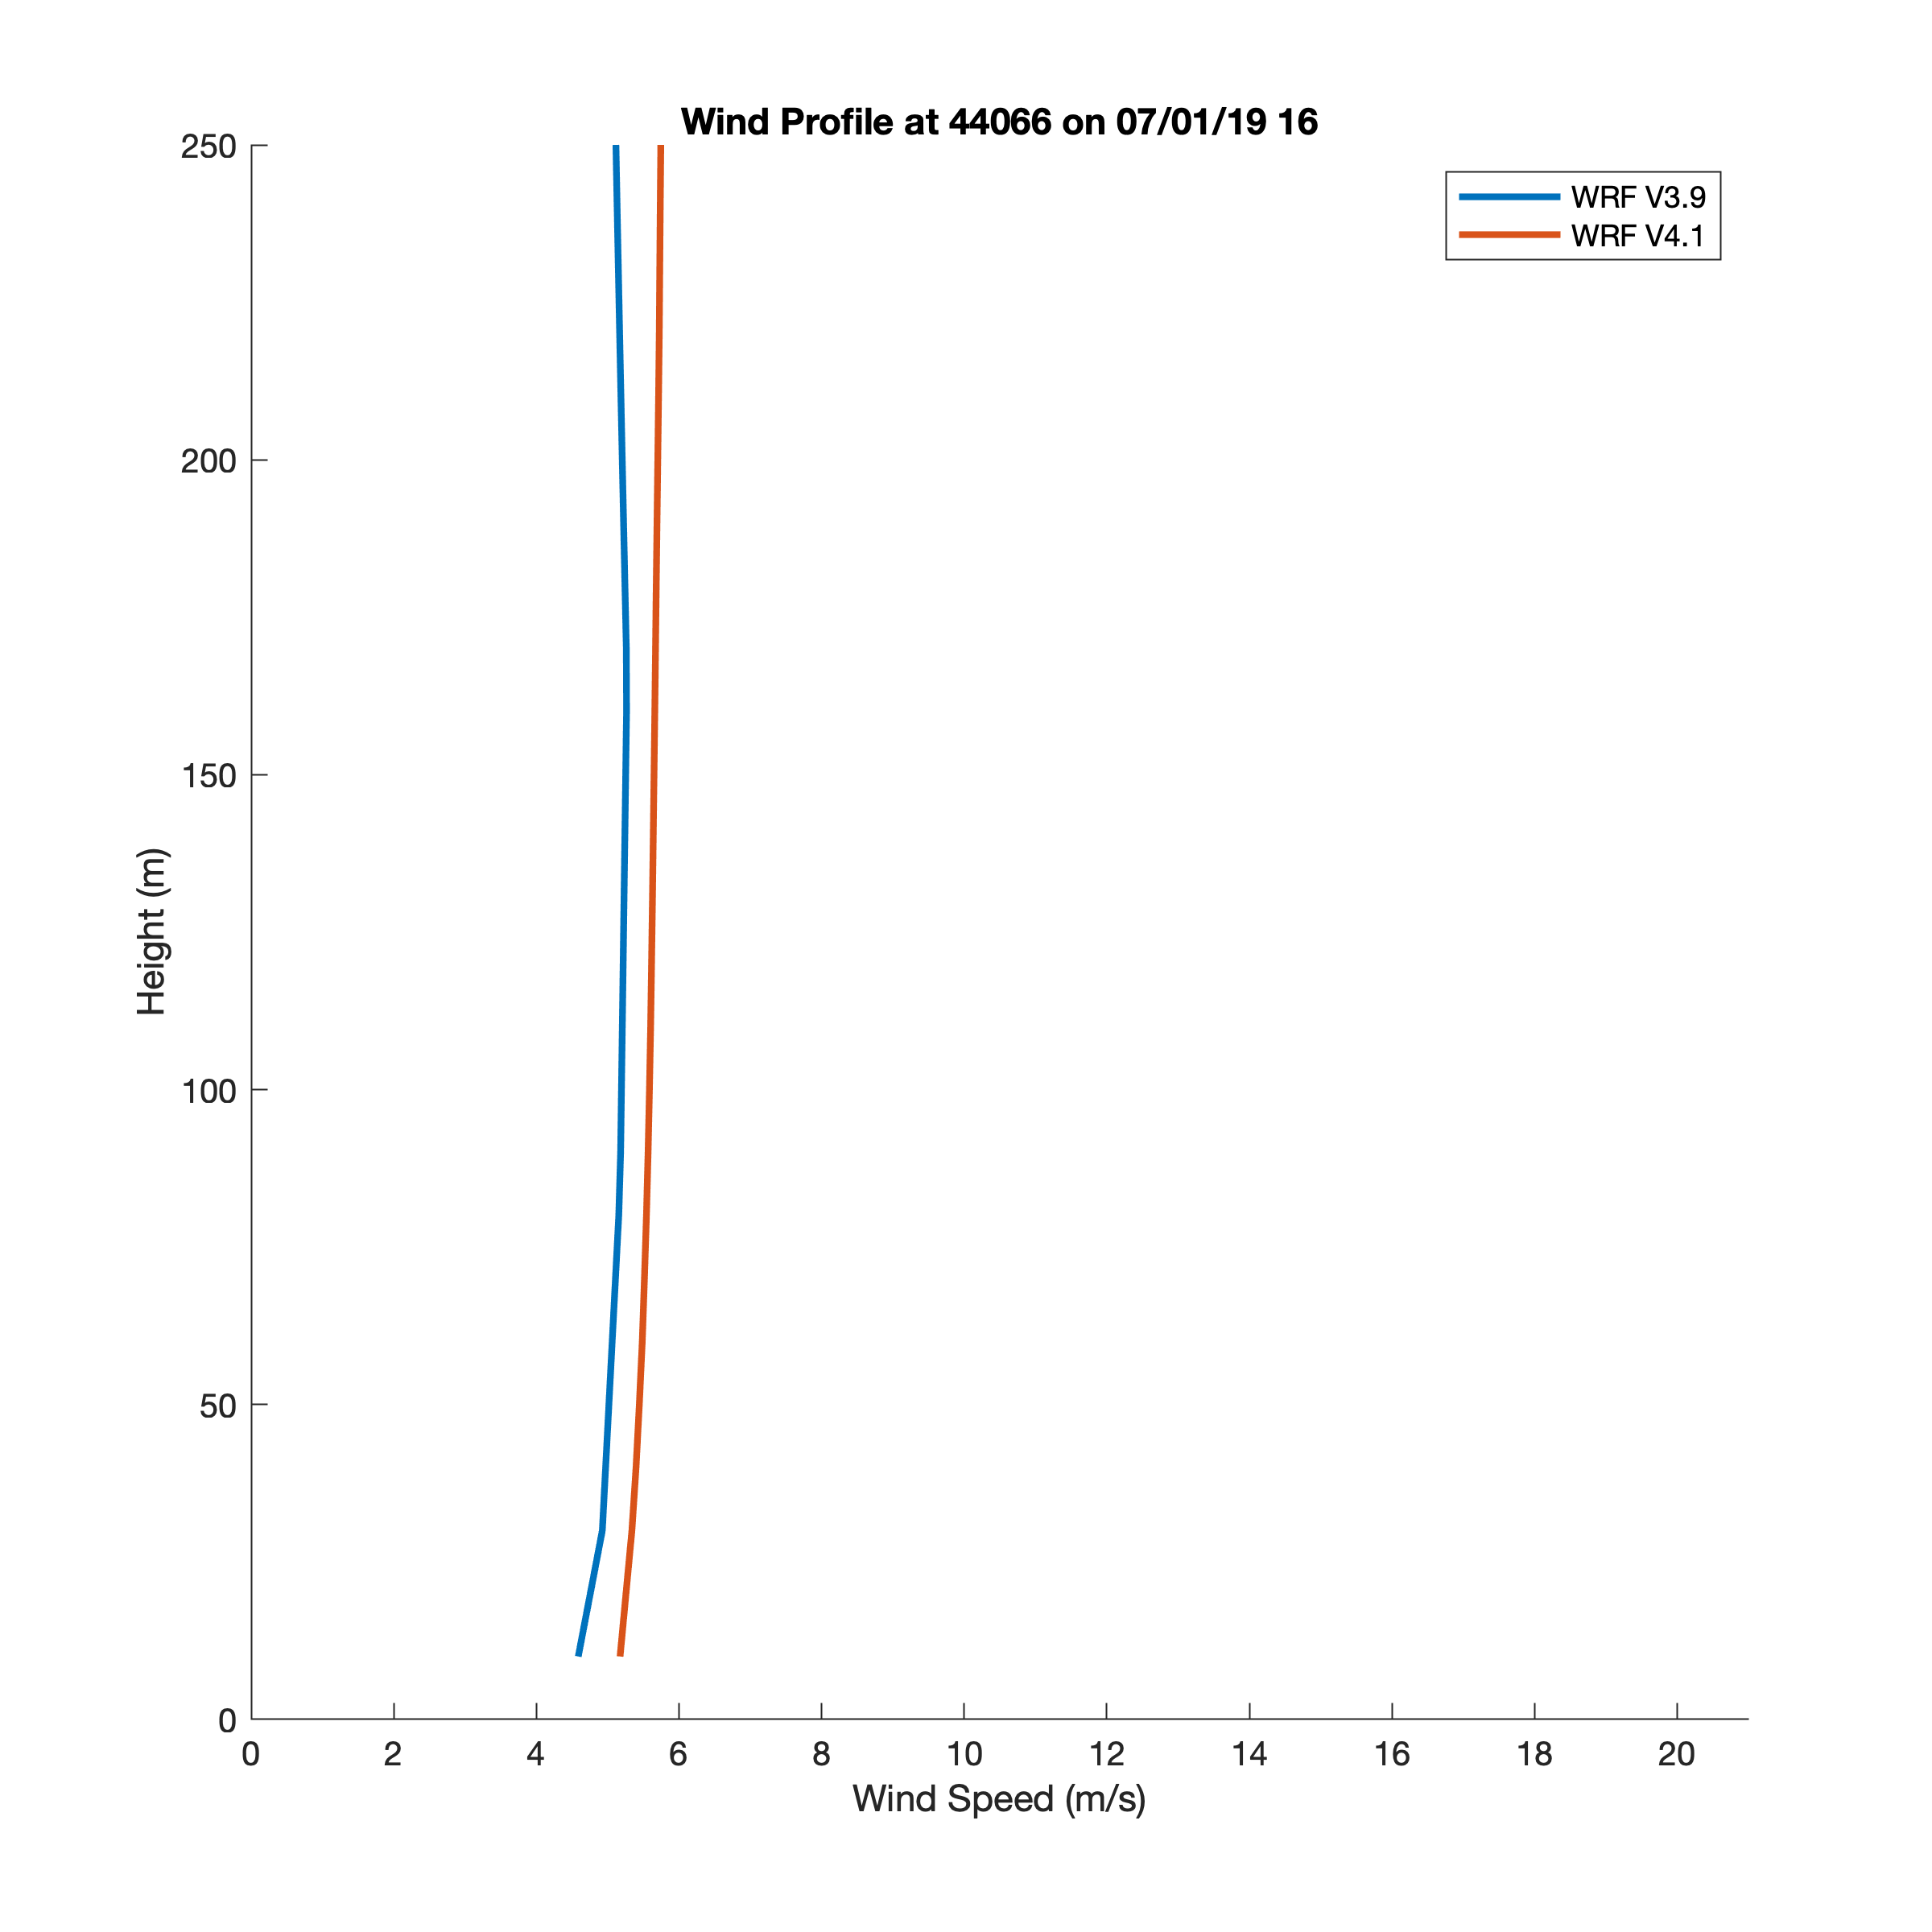 Wind Profile at 44066 on 07/01/19 16
WRF V3.9
WRF V4.1
250
200
150
100
50
0
Height (m)
0 2 4 6 8 10 12 14 16 18 20
Wind Speed (m/s)